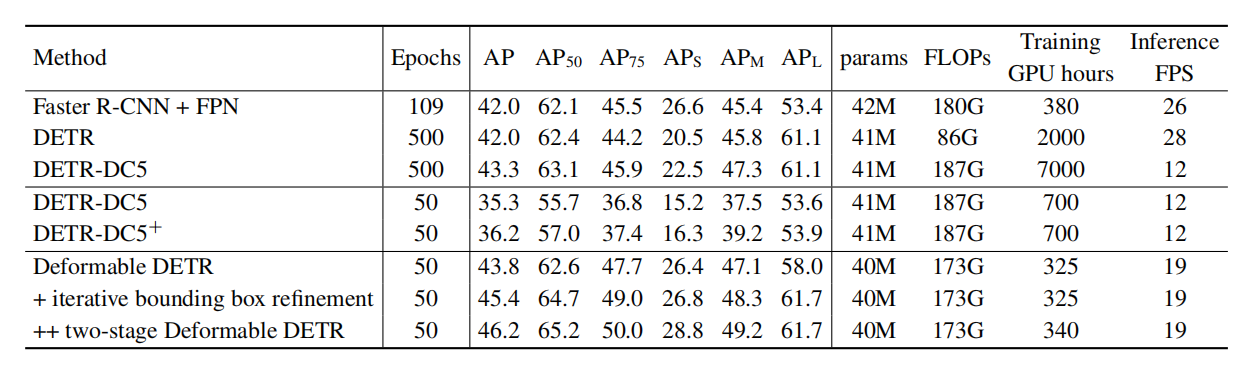 Method Epochs AP AP50 AP75 APS APM APL params FLOPs Training GPU hours Inference FPS
Faster R-CNN + FPN 109 42.0 62.1 45.5 26.6 45.4 53.4 42M 180G 380 26
DETR 500 42.0 62.4 44.2 20.5 45.8 61.1 41M 86G 2000 28
DETR-DC5 500 43.3 63.1 45.9 22.5 47.3 61.1 41M 187G 7000 12
DETR-DC5 50 35.3 55.7 36.8 15.2 37.5 53.6 41M 187G 700 12
DETR-DC5+ 50 36.2 57.0 37.4 16.3 39.2 53.9 41M 187G 700 12
Deformable DETR 50 43.8 62.6 47.7 26.4 47.1 58.0 40M 173G 325 19
+ iterative bounding box refinement 50 45.4 64.7 49.0 26.8 48.3 61.7 40M 173G 325 19
++ two-stage Deformable DETR 50 46.2 65.2 50.0 28.8 49.2 61.7 40M 173G 340 19